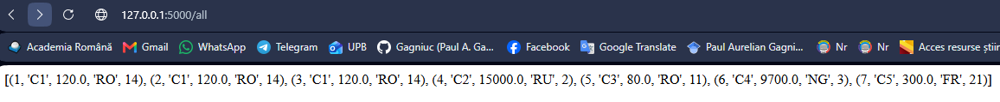 127.0.0.1:5000/all
Academia Română Gmail WhatsApp Telegram UPB Gagniuc (Paul A. Ga... Facebook Google Translate Paul Aurelian Gagni... Nr Nr Acces resurse știin
[(1, 'C1', 120.0, 'RO', 14), (2, 'C1', 120.0, 'RO', 14), (3, 'C1', 120.0, 'RO', 14), (4, 'C2', 15000.0, 'RU', 2), (5, 'C3', 80.0, 'RO', 11), (6, 'C4', 9700.0, 'NG', 3), (7, 'C5', 300.0, 'FR', 21)]